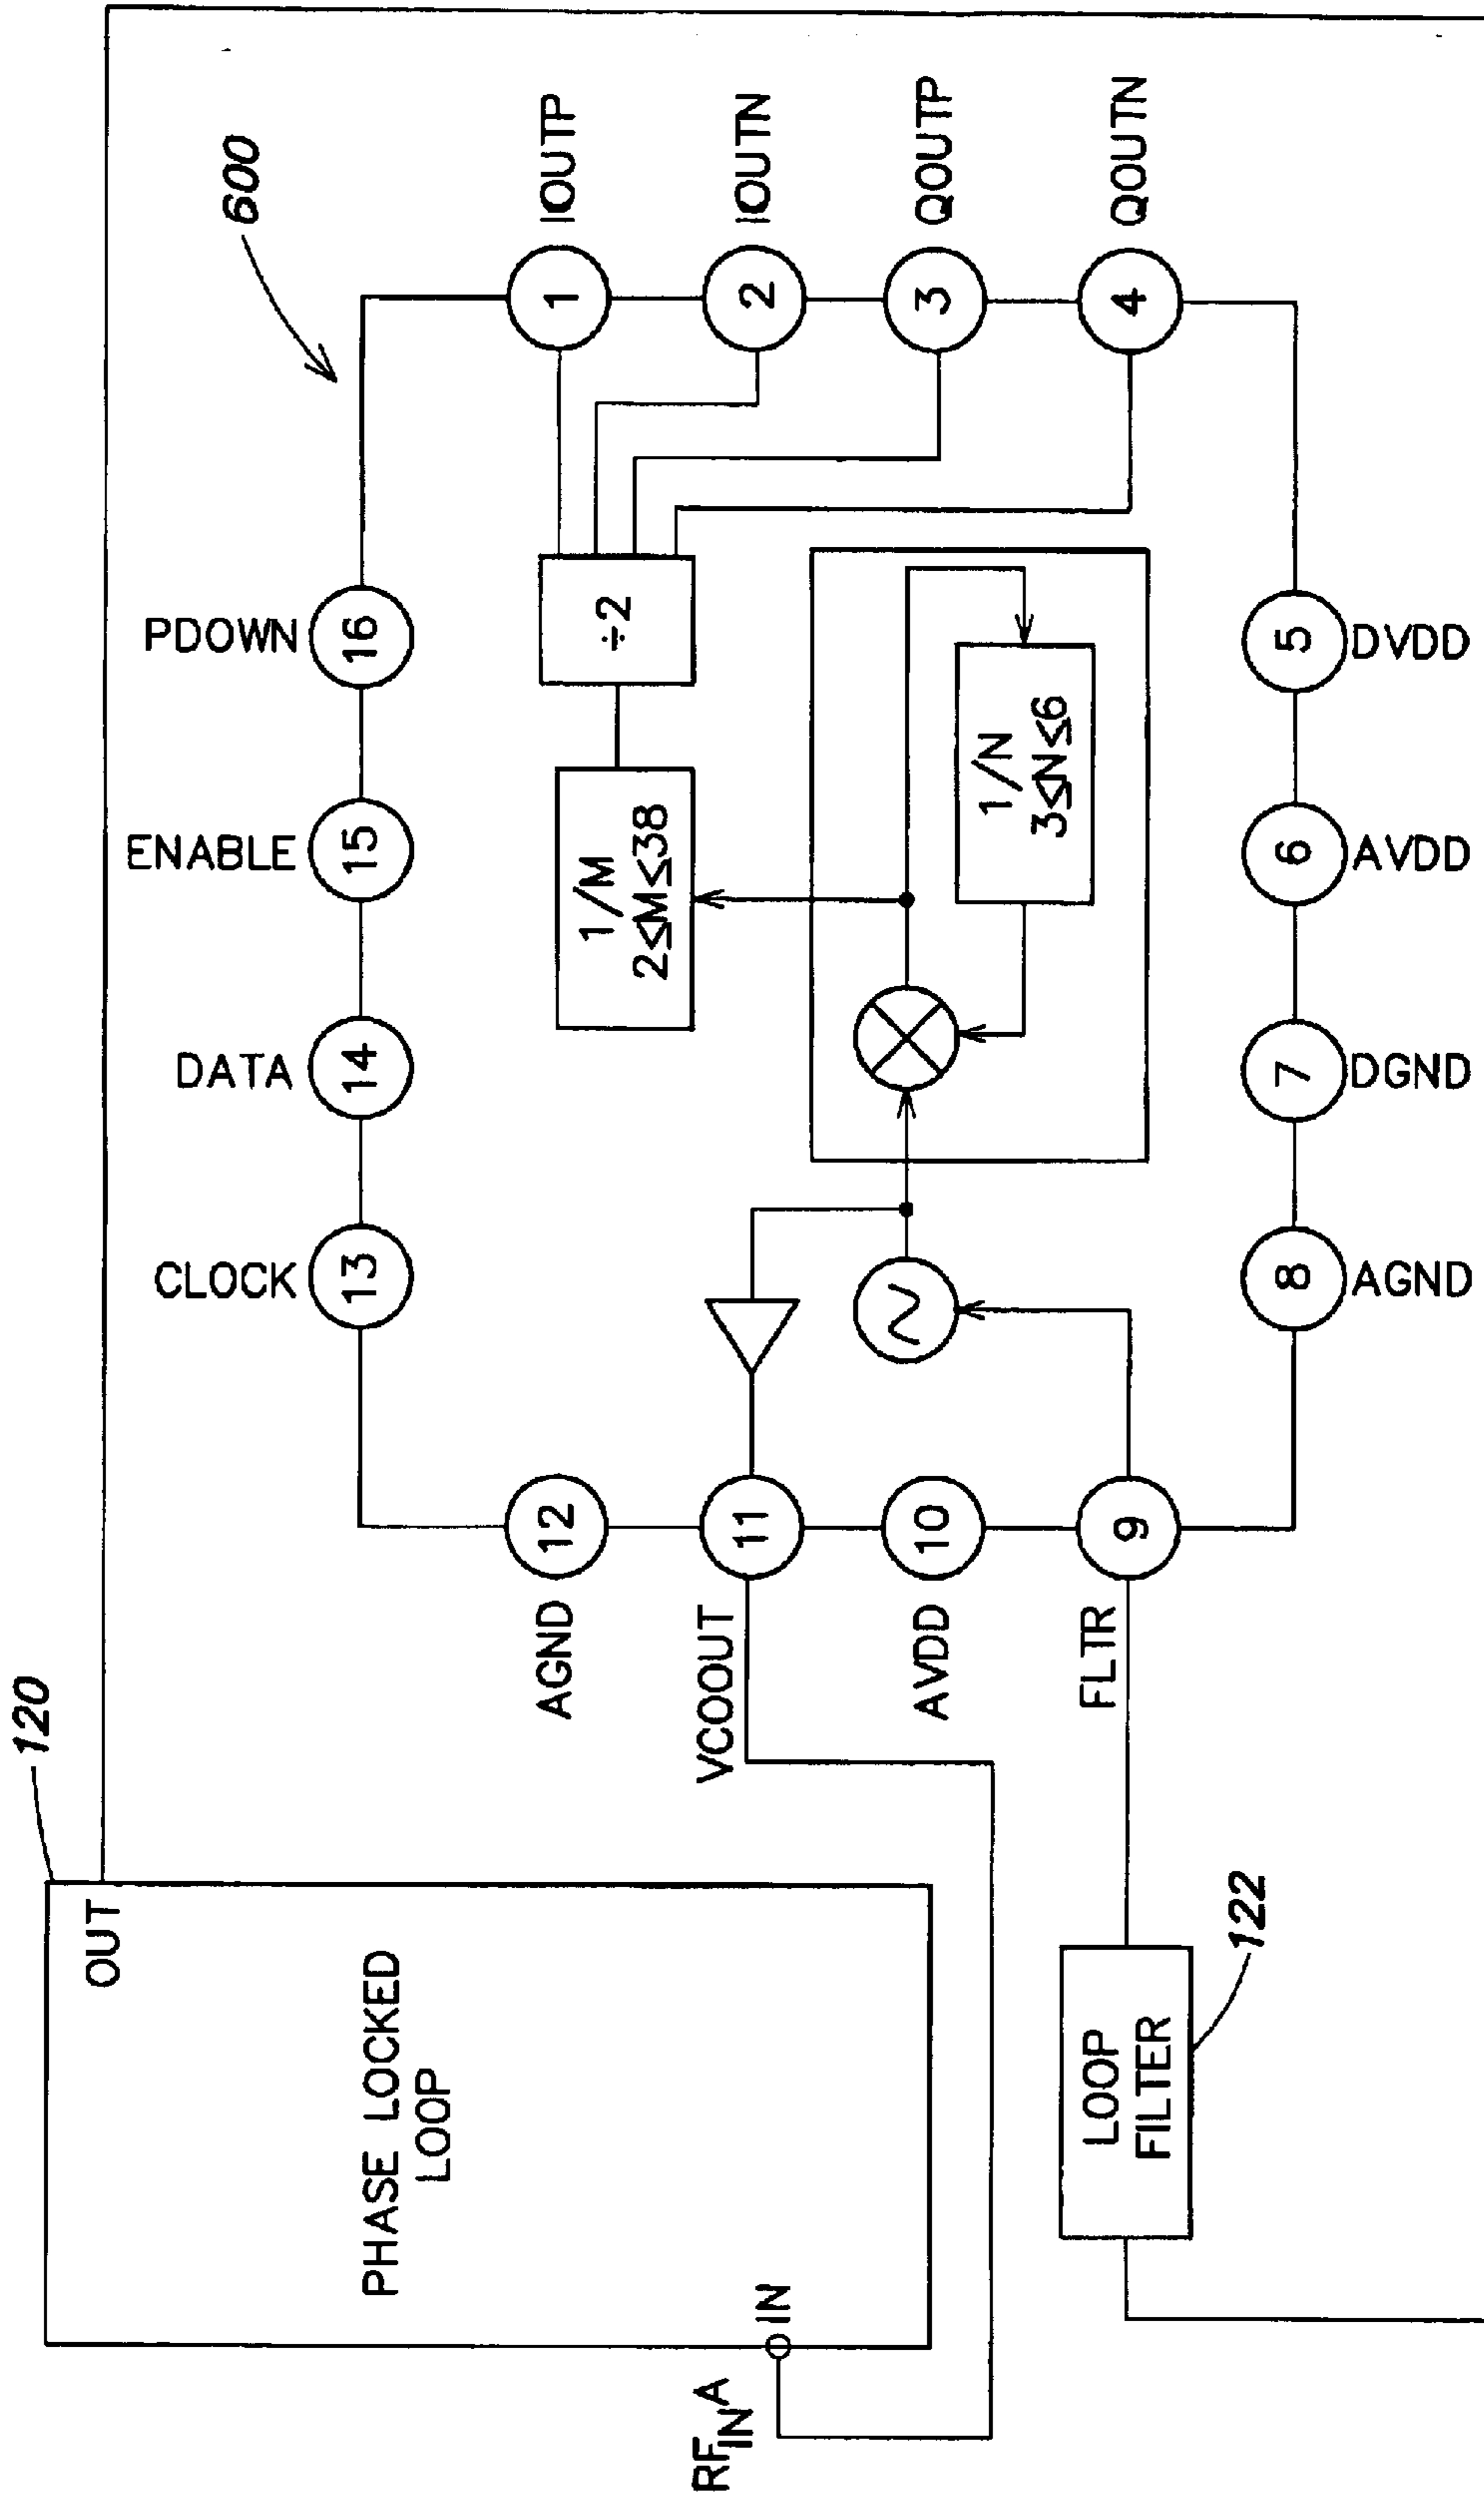 120
OUT
PHASE LOCKED
LOOP
IN
RF IN A
LOOP
FILTER
122
600
CLOCK
13
DATA
14
ENABLE
15
PDOWN
16
AGND
12
VCOOUT
11
AVDD
10
FLTR
9
1
IOUTP
2
IOUTN
3
QOUTP
4
QOUTN
÷2
1/M
2≤M≤38
1/N
3≤N≤6
8
AGND
7
DGND
6
AVDD
5
DVDD